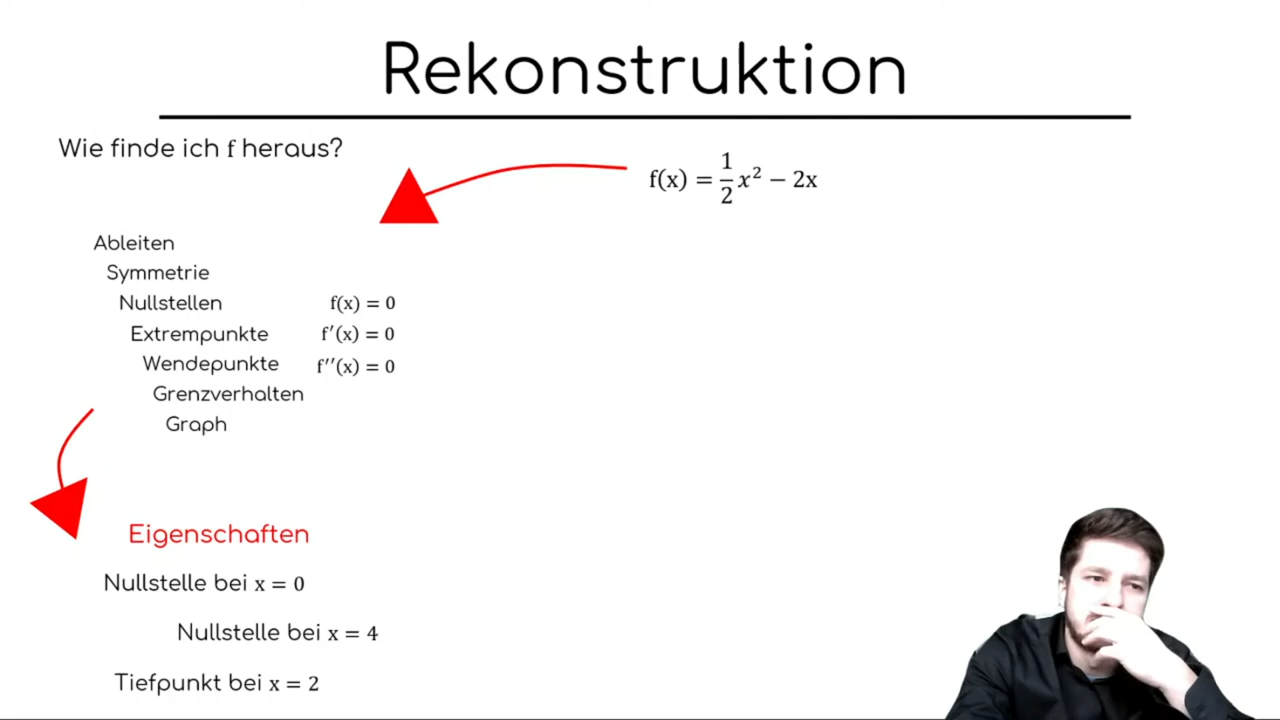 Rekonstruktion
Wie finde ich f heraus?
f(x) = 1/2 x² − 2x
Ableiten
Symmetrie
Nullstellen f(x) = 0
Extrempunkte f′(x) = 0
Wendepunkte f′′(x) = 0
Grenzverhalten
Graph
Eigenschaften
Nullstelle bei x = 0
Nullstelle bei x = 4
Tiefpunkt bei x = 2